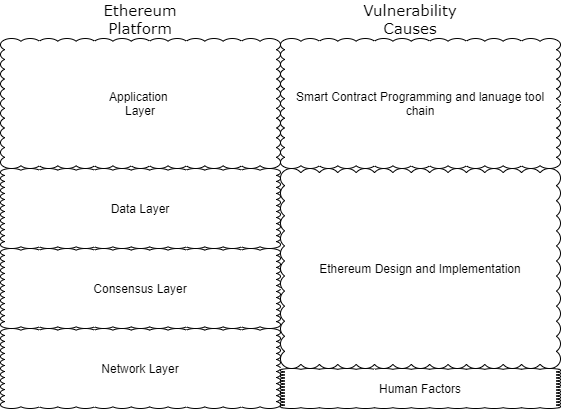 Ethereum
Platform
Vulnerability
Causes
Application
Layer
Smart Contract Programming and lanuage tool
chain
Data Layer
Ethereum Design and Implementation
Consensus Layer
Network Layer
Human Factors